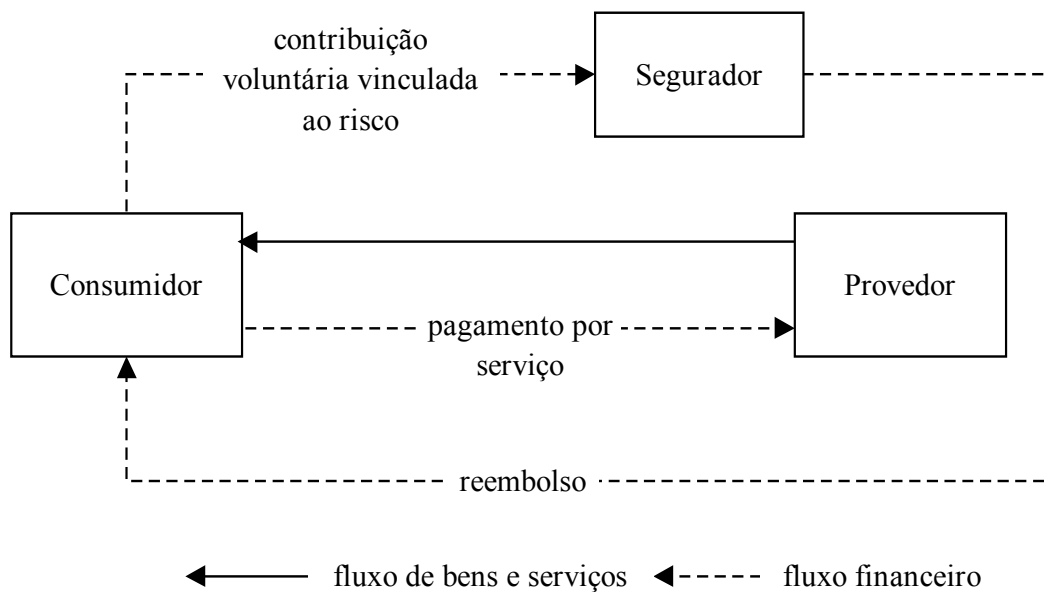 contribuição
voluntária vinculada
ao risco
Segurador
Consumidor
Provedor
pagamento por
serviço
reembolso
fluxo de bens e serviços
fluxo financeiro